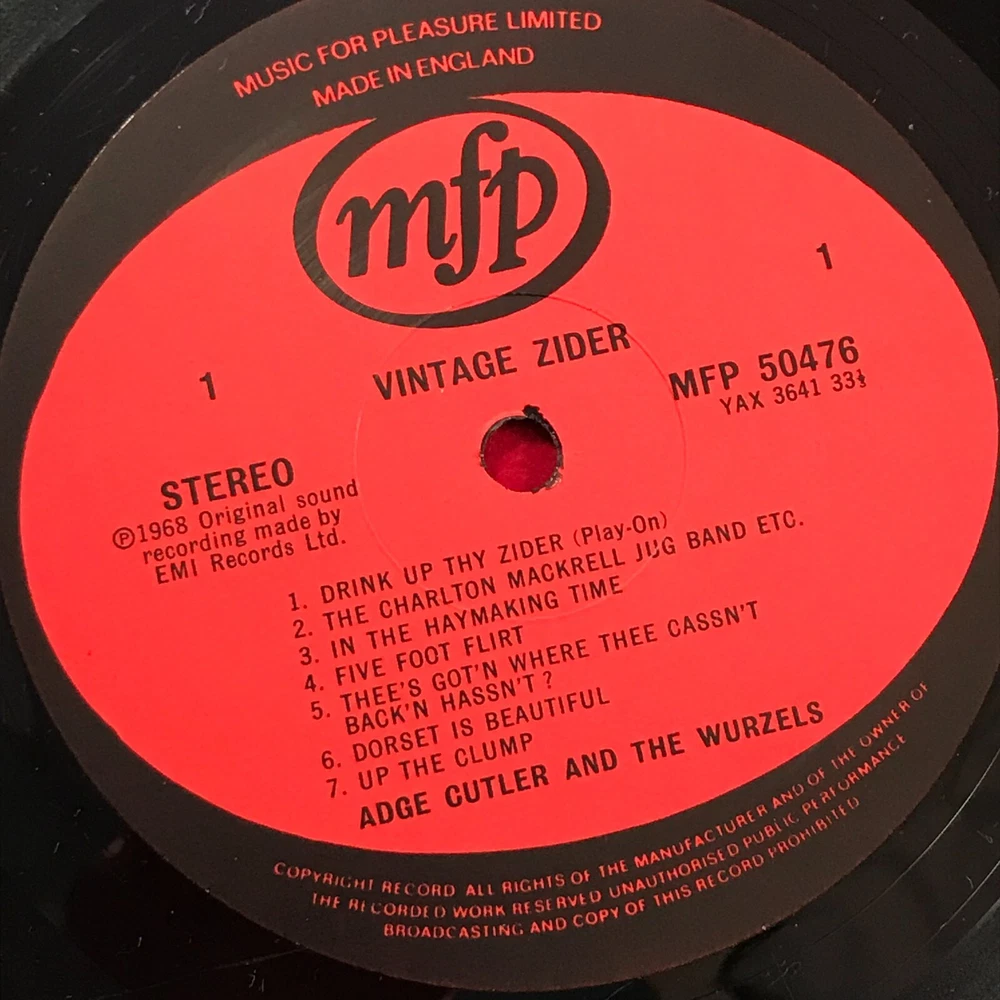 MUSIC FOR PLEASURE LIMITED
MADE IN ENGLAND
mfp
1
1
VINTAGE ZIDER
MFP 50476
YAX 3641 33⅓
STEREO
℗1968 Original sound
recording made by
EMI Records Ltd.
1. DRINK UP THY ZIDER (Play-On)
2. THE CHARLTON MACKRELL JUG BAND ETC.
3. IN THE HAYMAKING TIME
4. FIVE FOOT FLIRT
5. THEE'S GOT'N WHERE THEE CASSN'T
BACK'N HASSN'T?
6. DORSET IS BEAUTIFUL
7. UP THE CLUMP
ADGE CUTLER AND THE WURZELS
COPYRIGHT RECORD ALL RIGHTS OF THE MANUFACTURER AND OF THE OWNER OF
THE RECORDED WORK RESERVED UNAUTHORISED PUBLIC PERFORMANCE
BROADCASTING AND COPY OF THIS RECORD PROHIBITED